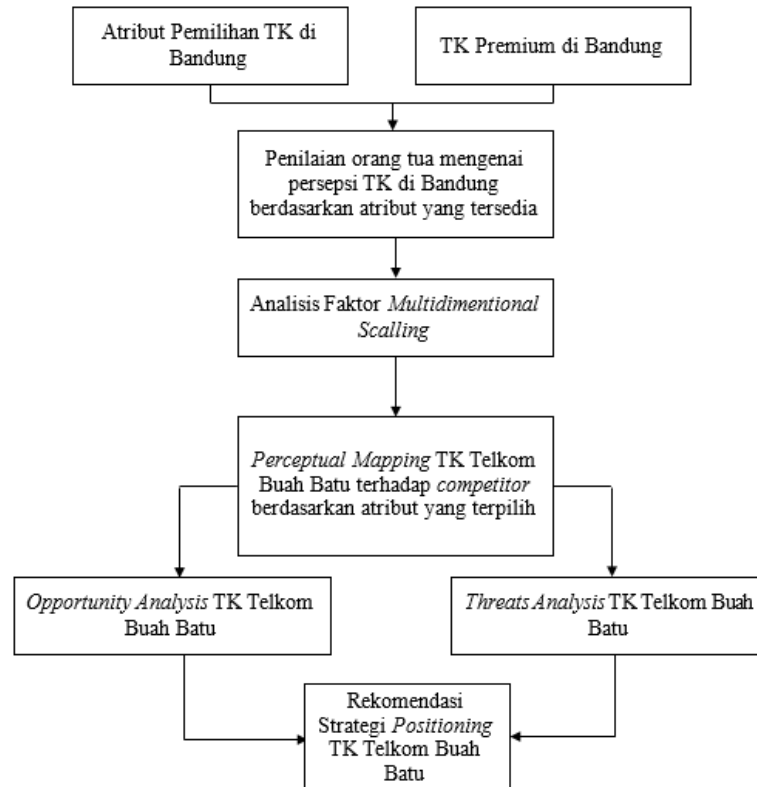 Atribut Pemilihan TK di
Bandung
TK Premium di Bandung
Penilaian orang tua mengenai
persepsi TK di Bandung
berdasarkan atribut yang tersedia
Analisis Faktor Multidimentional
Scalling
Perceptual Mapping TK Telkom
Buah Batu terhadap competitor
berdasarkan atribut yang terpilih
Opportunity Analysis TK Telkom
Buah Batu
Threats Analysis TK Telkom Buah
Batu
Rekomendasi
Strategi Positioning
TK Telkom Buah
Batu